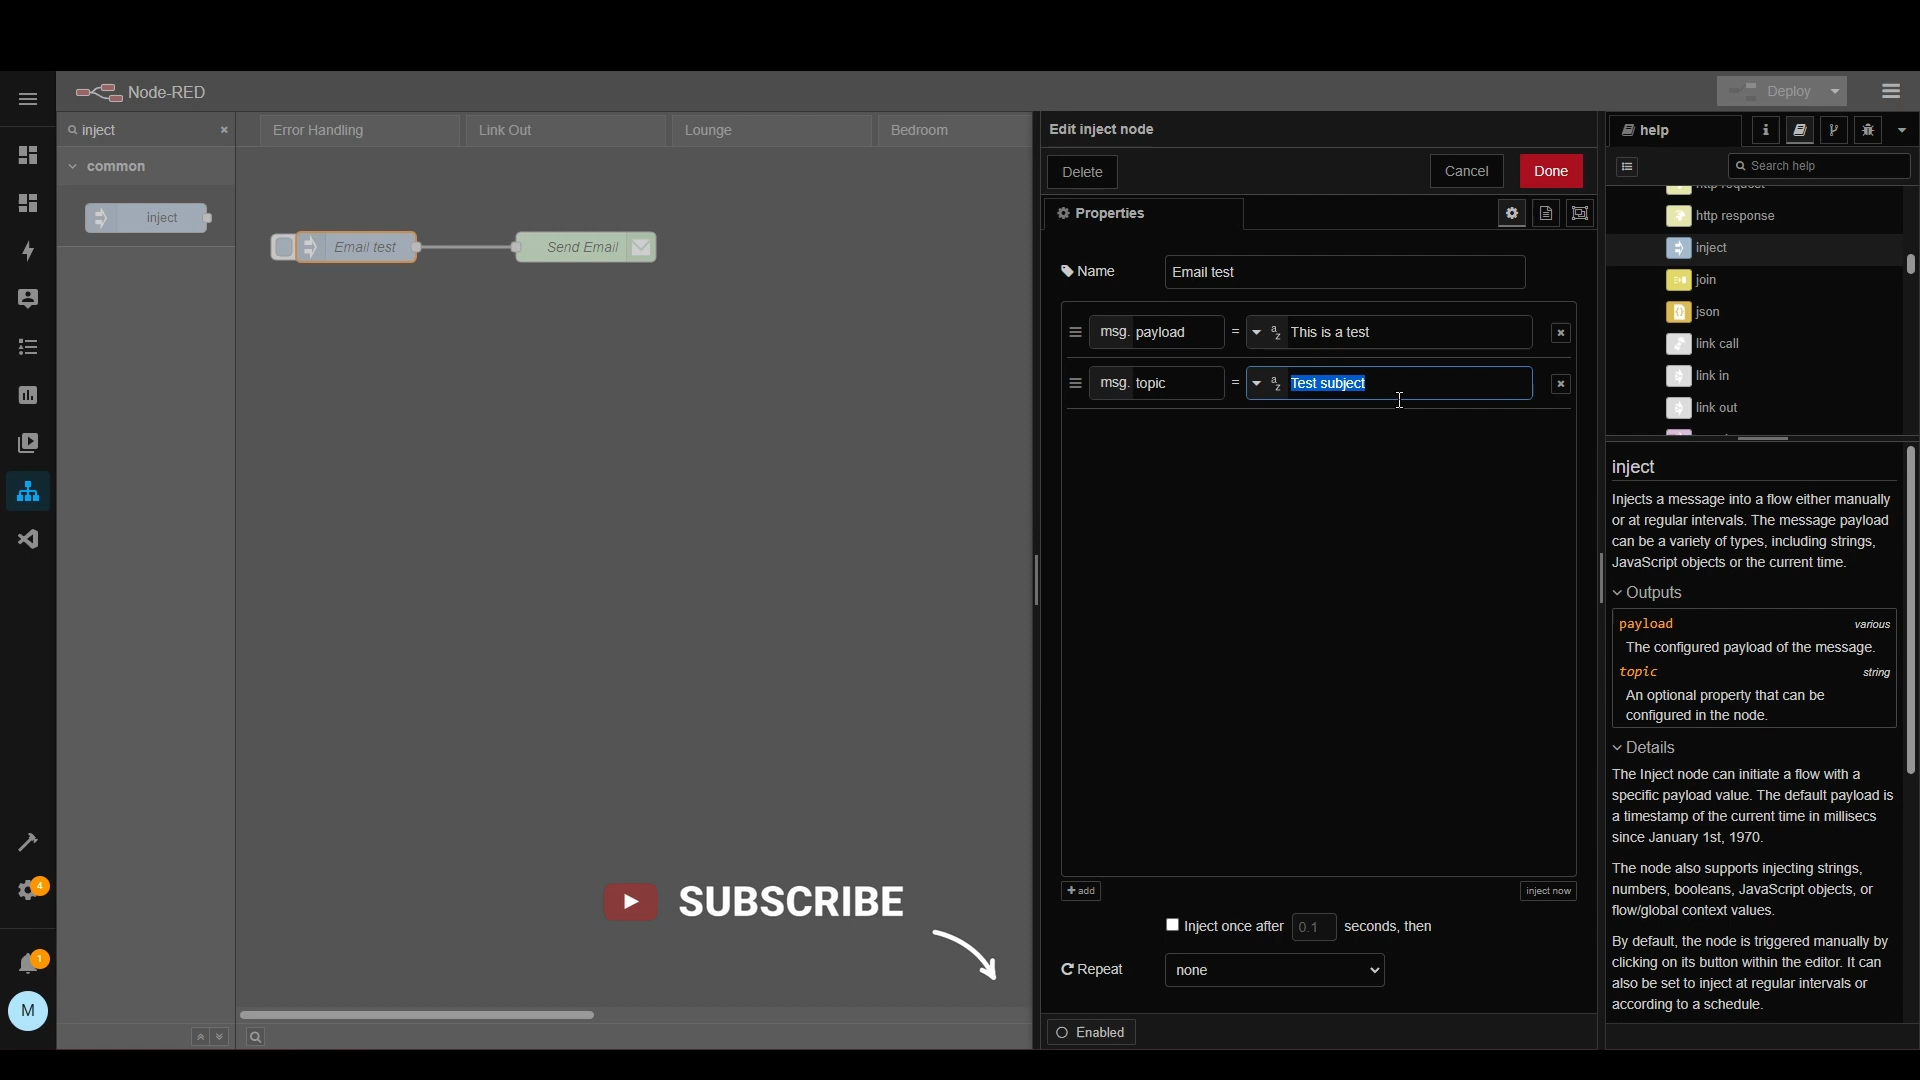 Node-RED
Deploy
inject
common
inject
Error Handling
Link Out
Lounge
Bedroom
Email test
Send Email
SUBSCRIBE
Edit inject node
Delete
Cancel
Done
Properties
Name
Email test
msg. payload = az This is a test
msg. topic = az Test subject
+ add
inject now
Inject once after 0.1 seconds, then
Repeat
none
Enabled
4
1
M
help
i
Search help
http request
http response
inject
join
json
link call
link in
link out
inject
Injects a message into a flow either manually
or at regular intervals. The message payload
can be a variety of types, including strings,
JavaScript objects or the current time.
Outputs
payload various
The configured payload of the message.
topic string
An optional property that can be
configured in the node.
Details
The Inject node can initiate a flow with a
specific payload value. The default payload is
a timestamp of the current time in millisecs
since January 1st, 1970.
The node also supports injecting strings,
numbers, booleans, JavaScript objects, or
flow/global context values.
By default, the node is triggered manually by
clicking on its button within the editor. It can
also be set to inject at regular intervals or
according to a schedule.